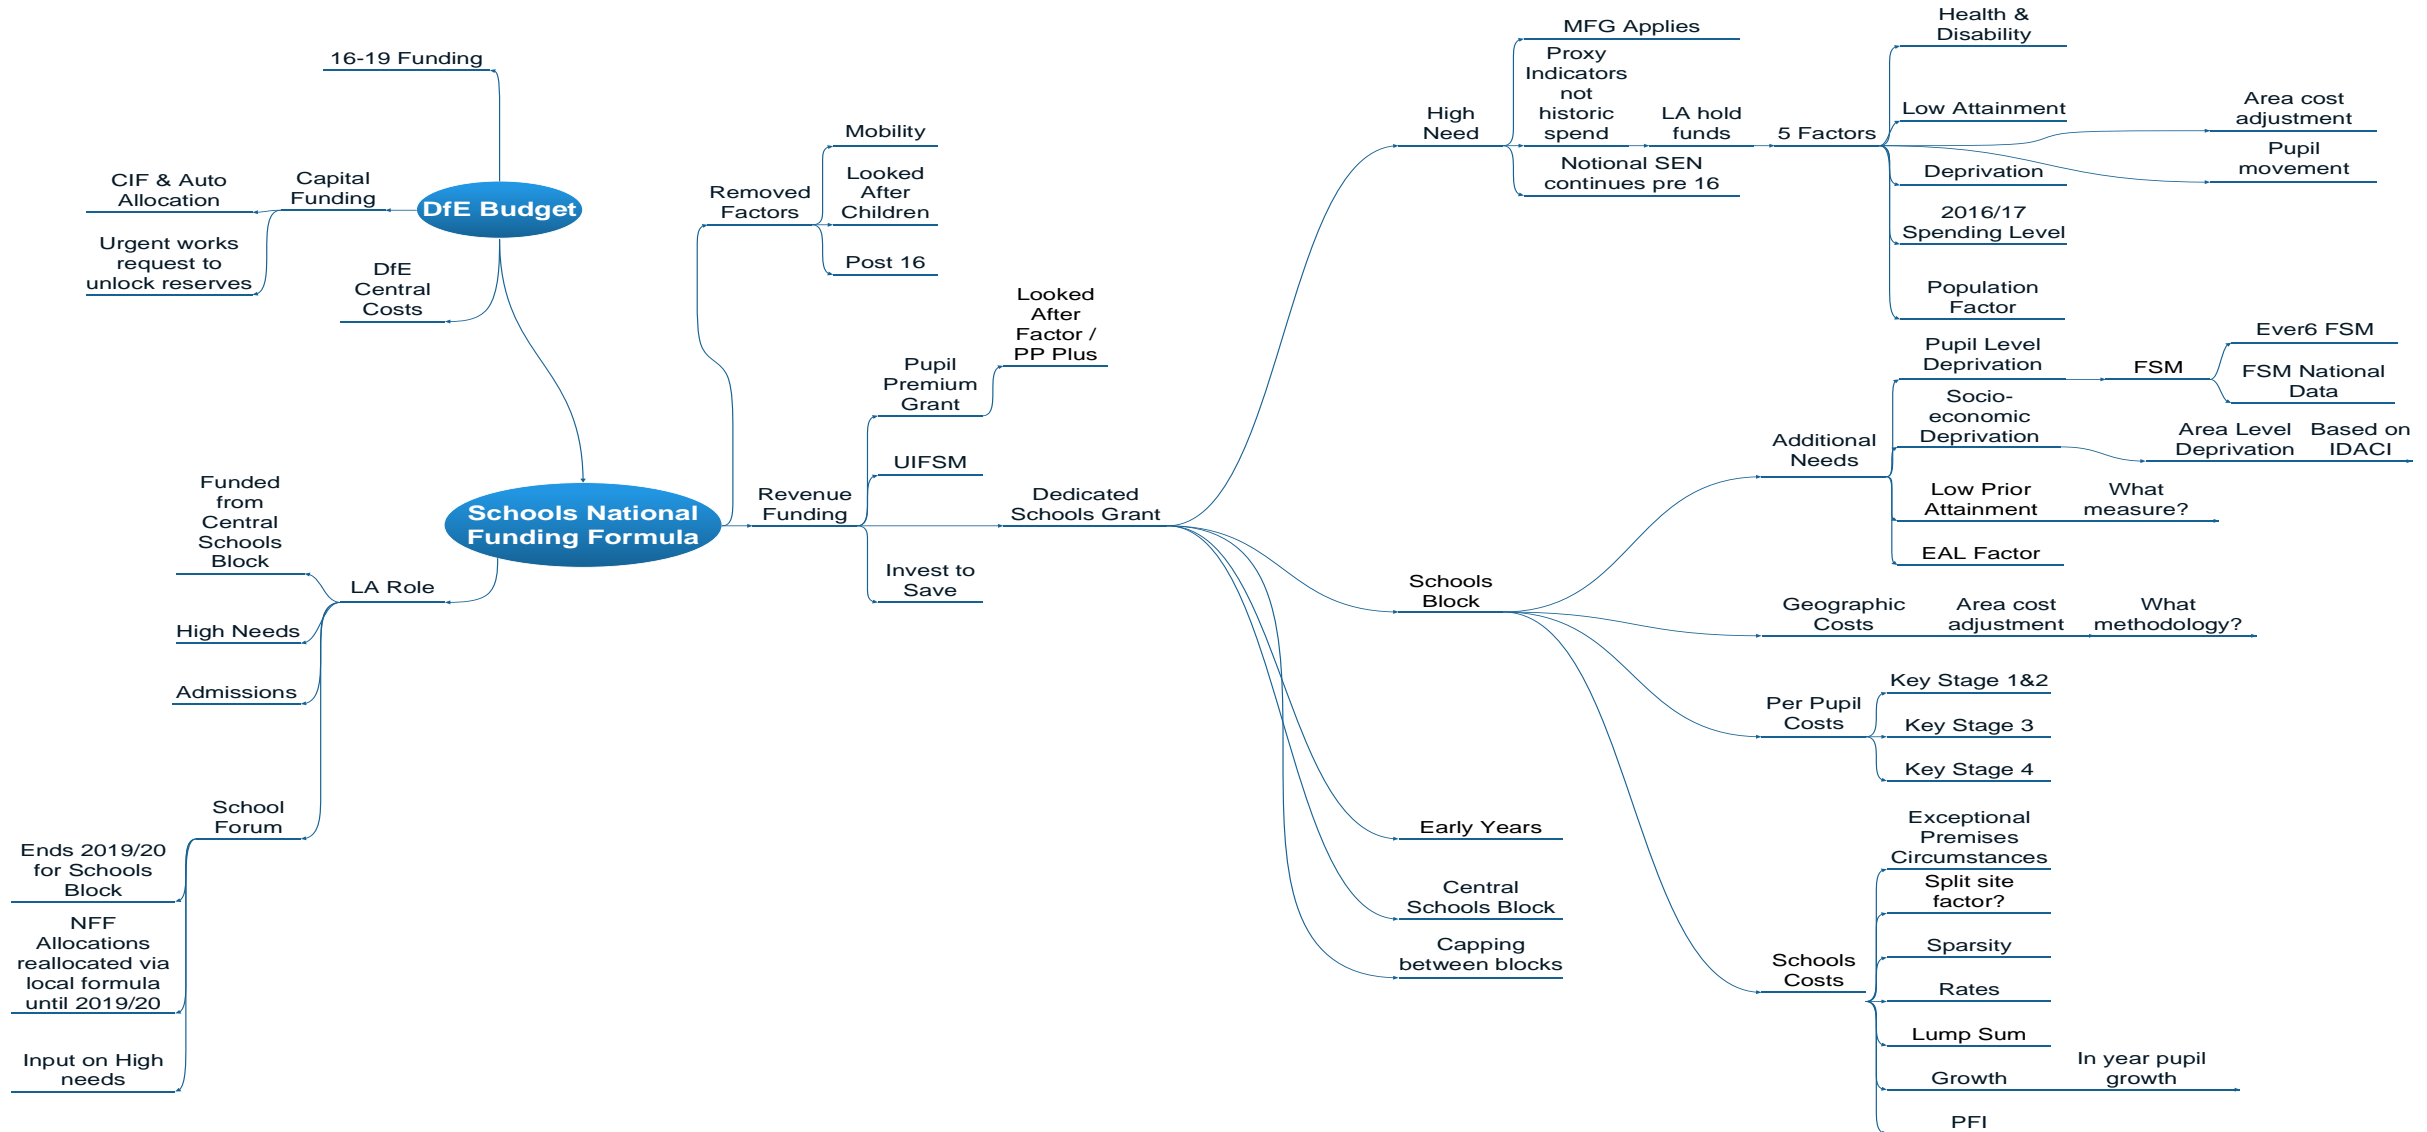 16-19 Funding
DfE Budget
Capital
Funding
CIF & Auto
Allocation
Urgent works
request to
unlock reserves
DfE
Central
Costs
Schools National
Funding Formula
LA Role
Funded
from
Central
Schools
Block
High Needs
Admissions
School
Forum
Ends 2019/20
for Schools
Block
NFF
Allocations
reallocated via
local formula
until 2019/20
Input on High
needs
Removed
Factors
Mobility
Looked
After
Children
Post 16
Revenue
Funding
Pupil
Premium
Grant
Looked
After
Factor /
PP Plus
UIFSM
Dedicated
Schools Grant
Invest to
Save
High
Need
MFG Applies
Proxy
Indicators
not
historic
spend
LA hold
funds
5 Factors
Notional SEN
continues pre 16
Health &
Disability
Low Attainment
Area cost
adjustment
Pupil
movement
Deprivation
2016/17
Spending Level
Population
Factor
Schools
Block
Additional
Needs
Pupil Level
Deprivation
FSM
Ever6 FSM
FSM National
Data
Socio-
economic
Deprivation
Area Level
Deprivation
Based on
IDACI
Low Prior
Attainment
What
measure?
EAL Factor
Geographic
Costs
Area cost
adjustment
What
methodology?
Per Pupil
Costs
Key Stage 1&2
Key Stage 3
Key Stage 4
Schools
Costs
Exceptional
Premises
Circumstances
Split site
factor?
Sparsity
Rates
Lump Sum
Growth
In year pupil
growth
PFI
Early Years
Central
Schools Block
Capping
between blocks